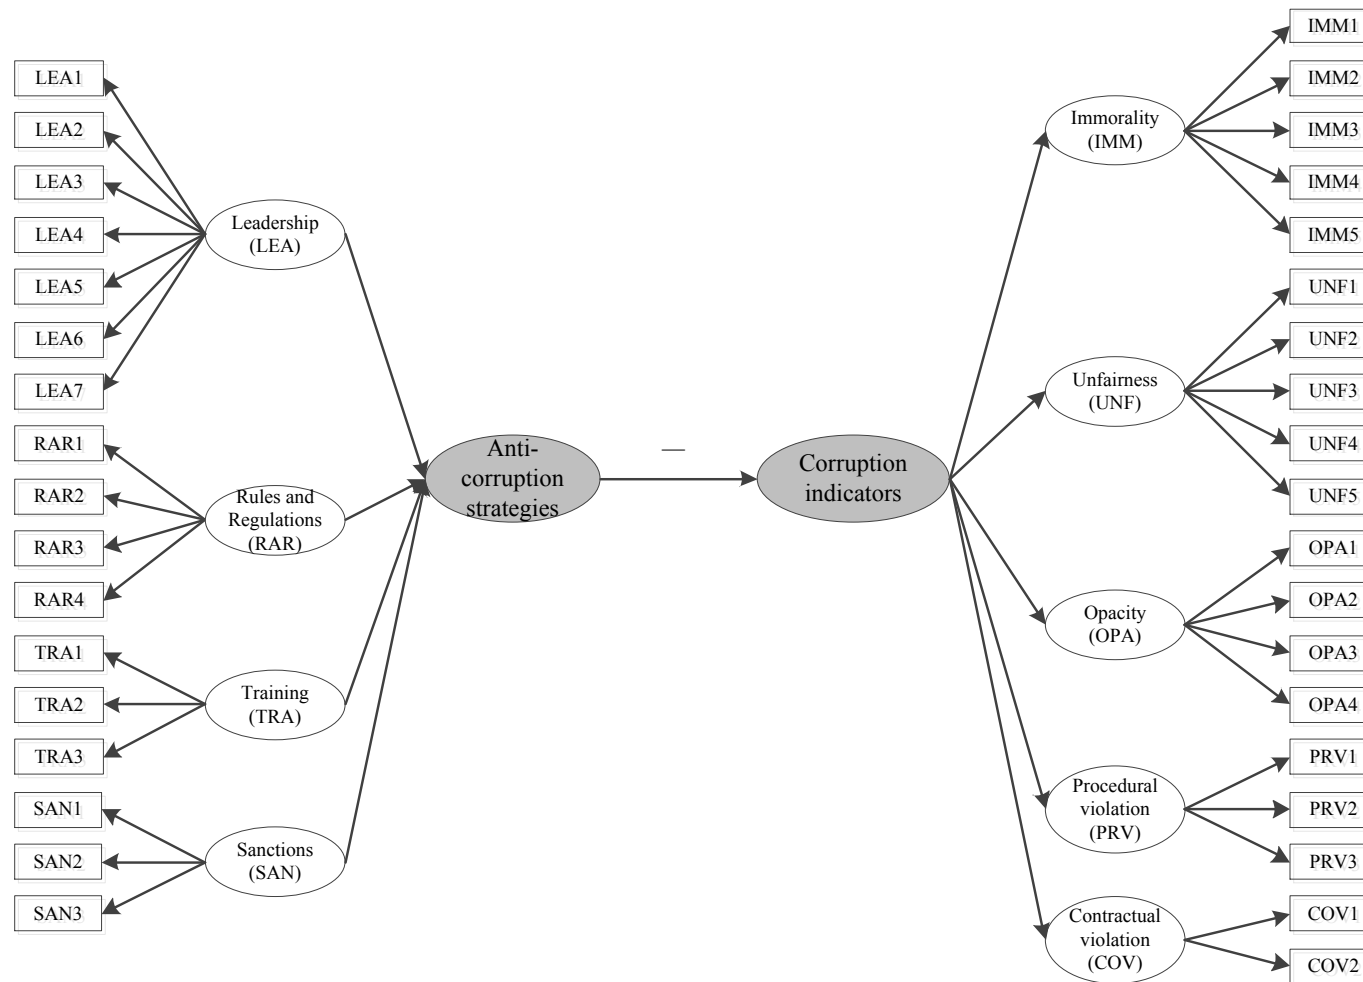 LEA1
LEA2
LEA3
LEA4
LEA5
LEA6
LEA7
RAR1
RAR2
RAR3
RAR4
TRA1
TRA2
TRA3
SAN1
SAN2
SAN3
Leadership
(LEA)
Rules and
Regulations
(RAR)
Training
(TRA)
Sanctions
(SAN)
Anti-
corruption
strategies
—
Corruption
indicators
Immorality
(IMM)
Unfairness
(UNF)
Opacity
(OPA)
Procedural
violation
(PRV)
Contractual
violation
(COV)
IMM1
IMM2
IMM3
IMM4
IMM5
UNF1
UNF2
UNF3
UNF4
UNF5
OPA1
OPA2
OPA3
OPA4
PRV1
PRV2
PRV3
COV1
COV2